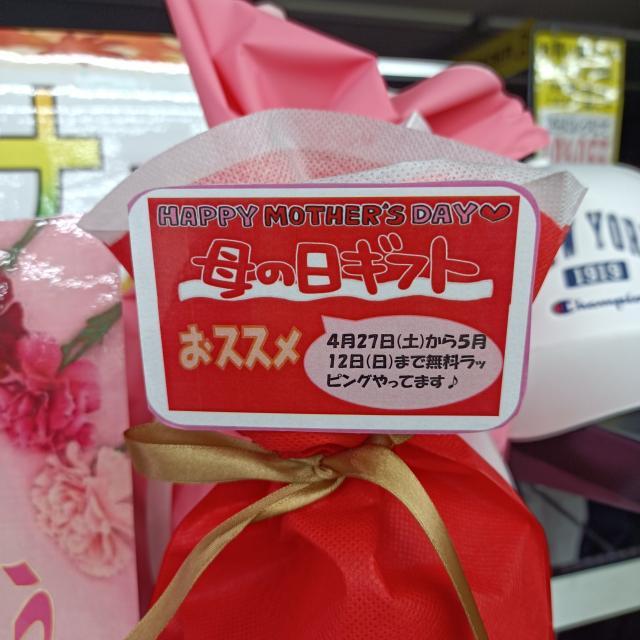 HAPPY MOTHER'S DAY♡
母の日ギフト
おススメ
4月27日(土)から5月
12日(日)まで無料ラッ
ピングやってます♪
YORK
1919
Champion